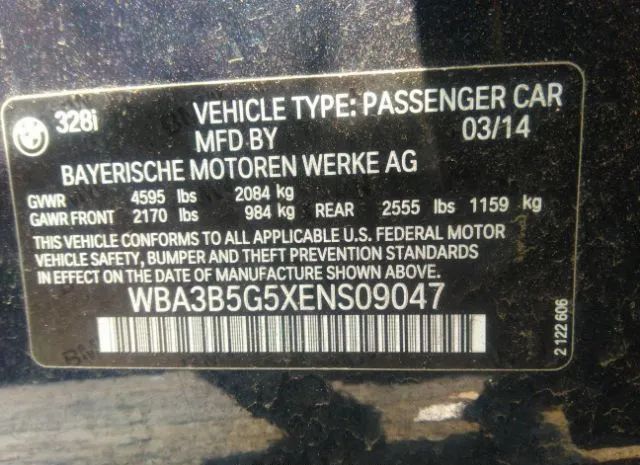 328i VEHICLE TYPE: PASSENGER CAR
MFD BY 03/14
BAYERISCHE MOTOREN WERKE AG
GVWR 4595 lbs 2084 kg
GAWR FRONT 2170 lbs 984 kg REAR 2555 lbs 1159 kg
THIS VEHICLE CONFORMS TO ALL APPLICABLE U.S. FEDERAL MOTOR
VEHICLE SAFETY, BUMPER AND THEFT PREVENTION STANDARDS
IN EFFECT ON THE DATE OF MANUFACTURE SHOWN ABOVE.
WBA3B5G5XENS09047
2 122 606